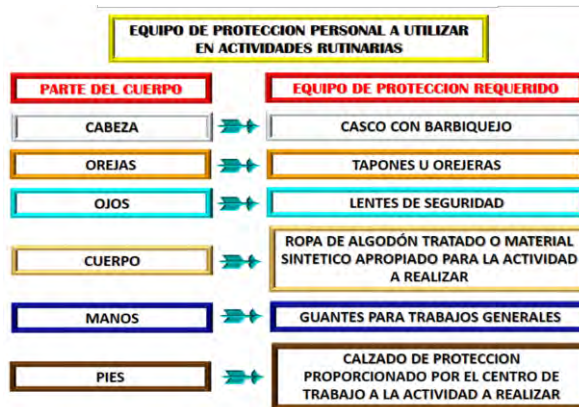 EQUIPO DE PROTECCION PERSONAL A UTILIZAR
EN ACTIVIDADES RUTINARIAS
PARTE DEL CUERPO
EQUIPO DE PROTECCION REQUERIDO
CABEZA
CASCO CON BARBIQUEJO
OREJAS
TAPONES U OREJERAS
OJOS
LENTES DE SEGURIDAD
CUERPO
ROPA DE ALGODÓN TRATADO O MATERIAL
SINTETICO APROPIADO PARA LA ACTIVIDAD
A REALIZAR
MANOS
GUANTES PARA TRABAJOS GENERALES
PIES
CALZADO DE PROTECCION
PROPORCIONADO POR EL CENTRO DE
TRABAJO A LA ACTIVIDAD A REALIZAR